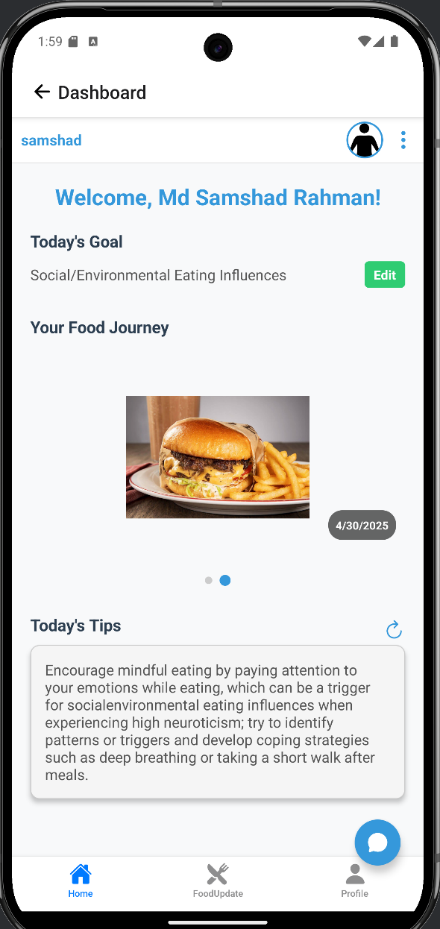 1:59
Dashboard
samshad
Welcome, Md Samshad Rahman!
Today's Goal
Social/Environmental Eating Influences
Edit
Your Food Journey
4/30/2025
Today's Tips
Encourage mindful eating by paying attention to
your emotions while eating, which can be a trigger
for socialenvironmental eating influences when
experiencing high neuroticism; try to identify
patterns or triggers and develop coping strategies
such as deep breathing or taking a short walk after
meals.
Home
FoodUpdate
Profile